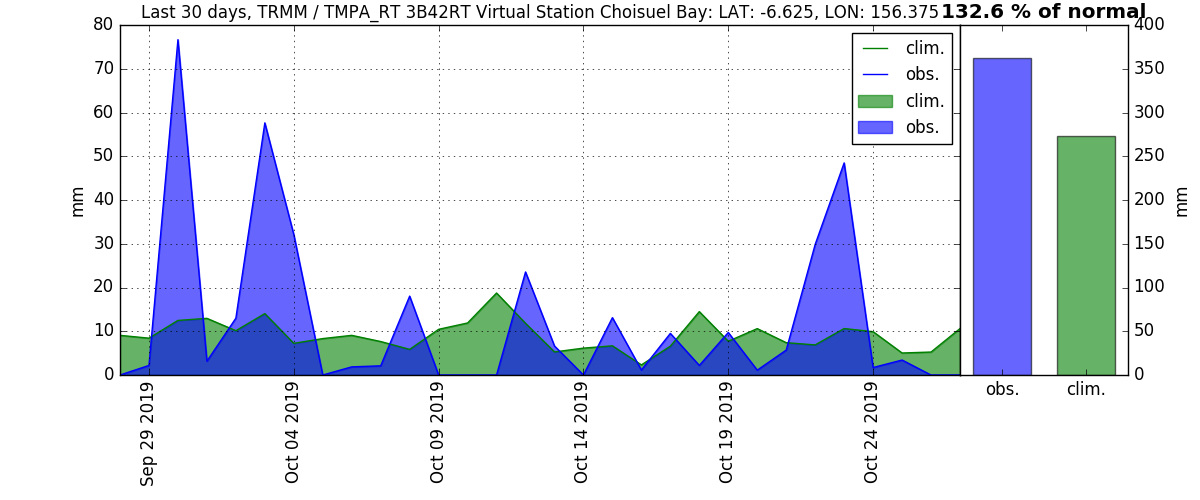 Last 30 days, TRMM / TMPA_RT 3B42RT Virtual Station Choisuel Bay: LAT: -6.625, LON: 156.375
132.6 % of normal
80
70
60
50
40
30
20
10
0
mm
clim.
obs.
clim.
obs.
400
350
300
250
200
150
100
50
0
mm
Sep 29 2019
Oct 04 2019
Oct 09 2019
Oct 14 2019
Oct 19 2019
Oct 24 2019
obs.
clim.